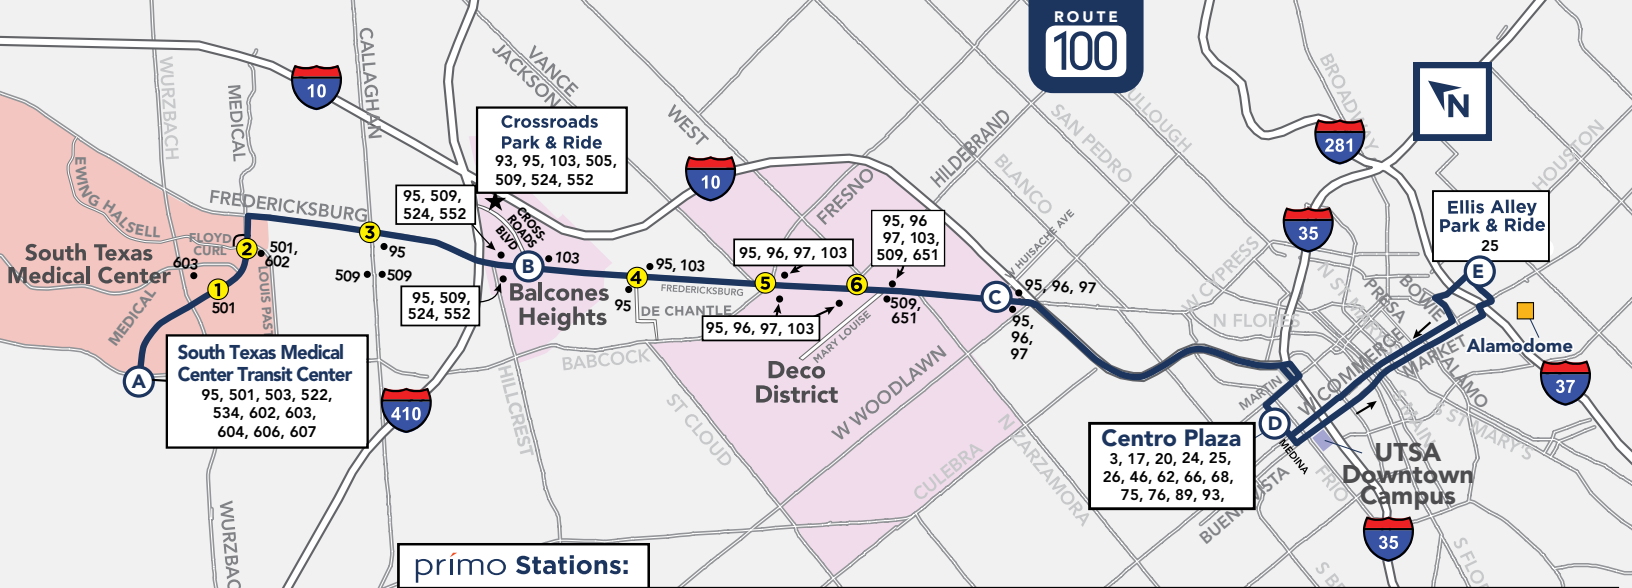 ROUTE
100
10
CALLAGHAN
WURZBACH
MEDICAL
VANCE
JACKSON
WEST
HILDEBRAND
SAN PEDRO
BLANCO
BROADWAY
HOUSTON
N
281
Crossroads
Park & Ride
93, 95, 103, 505,
509, 524, 552
10
FRESNO
EWING HALSELL
FREDERICKSBURG
95, 509,
524, 552
CROSS-
ROADS
BLVD
95, 96
97, 103,
509, 651
W HUISACHE AVE
W CYPRESS
35
Ellis Alley
Park & Ride
25
E
South Texas
Medical Center
FLOYD
CURL
2
501,
602
603
3
95
509
509
1
501
B
103
4
95, 103
95
95, 96, 97, 103
5
6
FREDERICKSBURG
C
95, 96, 97
95,
96,
97
509,
651
95, 509,
524, 552
Balcones
Heights
DE CHANTLE
95, 96, 97, 103
MARY LOUISE
MEDICAL
BABCOCK
N FLORES
PRESA
BOWIE
Alamodome
W COMMERCE
MARKET
ALAMO
37
A
South Texas Medical
Center Transit Center
95, 501, 503, 522,
534, 602, 603,
604, 606, 607
410
HILLCREST
Deco
District
W WOODLAWN
ST CLOUD
CULEBRA
N ZARZAMORA
MARTIN
D
MEDINA
Centro Plaza
3, 17, 20, 24, 25,
26, 46, 62, 66, 68,
75, 76, 89, 93,
FRIO
UTSA
Downtown
Campus
S ST MARY'S
35
prímo Stations: